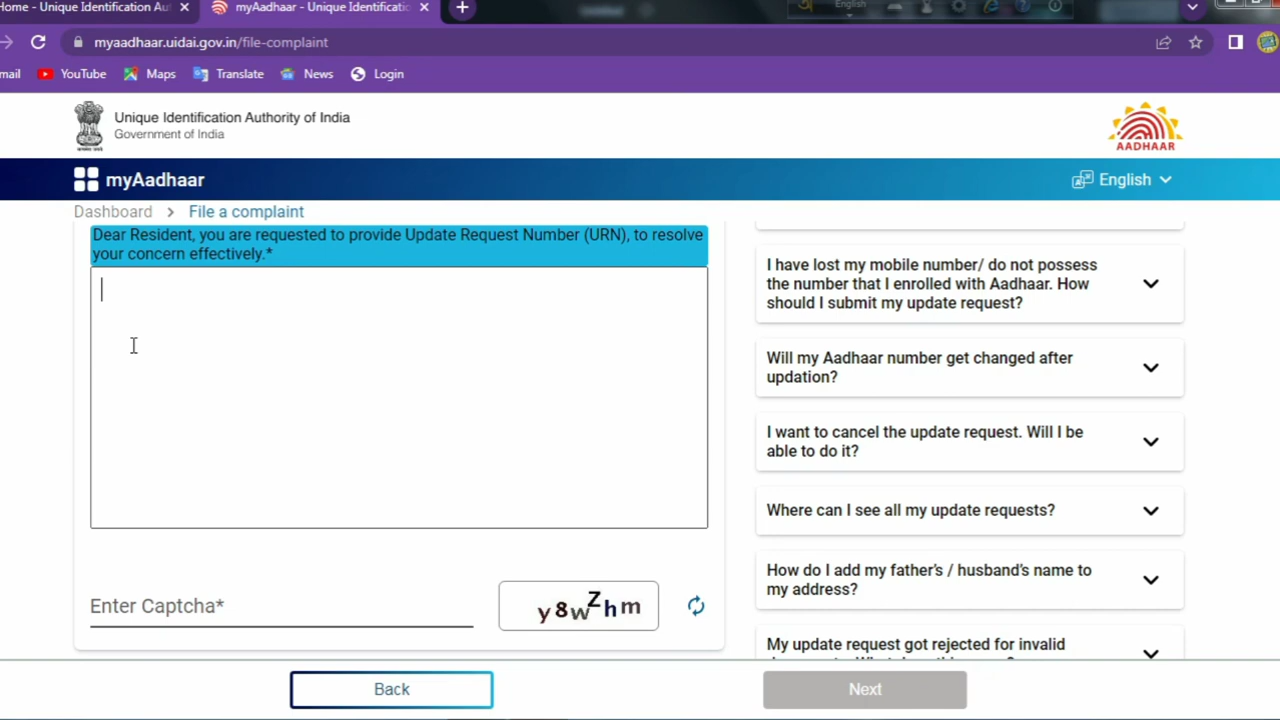 Home - Unique Identification Aut
myAadhaar - Unique Identificatio
English
myaadhaar.uidai.gov.in/file-complaint
mail
YouTube
Maps
Translate
News
Login
Unique Identification Authority of India
Government of India
AADHAAR
myAadhaar
English
Dashboard > File a complaint
Dear Resident, you are requested to provide Update Request Number (URN), to resolve
your concern effectively.*
Enter Captcha*
y8wZhm
I have lost my mobile number/ do not possess
the number that I enrolled with Aadhaar. How
should I submit my update request?
Will my Aadhaar number get changed after
updation?
I want to cancel the update request. Will I be
able to do it?
Where can I see all my update requests?
How do I add my father's / husband's name to
my address?
My update request got rejected for invalid
Back
Next